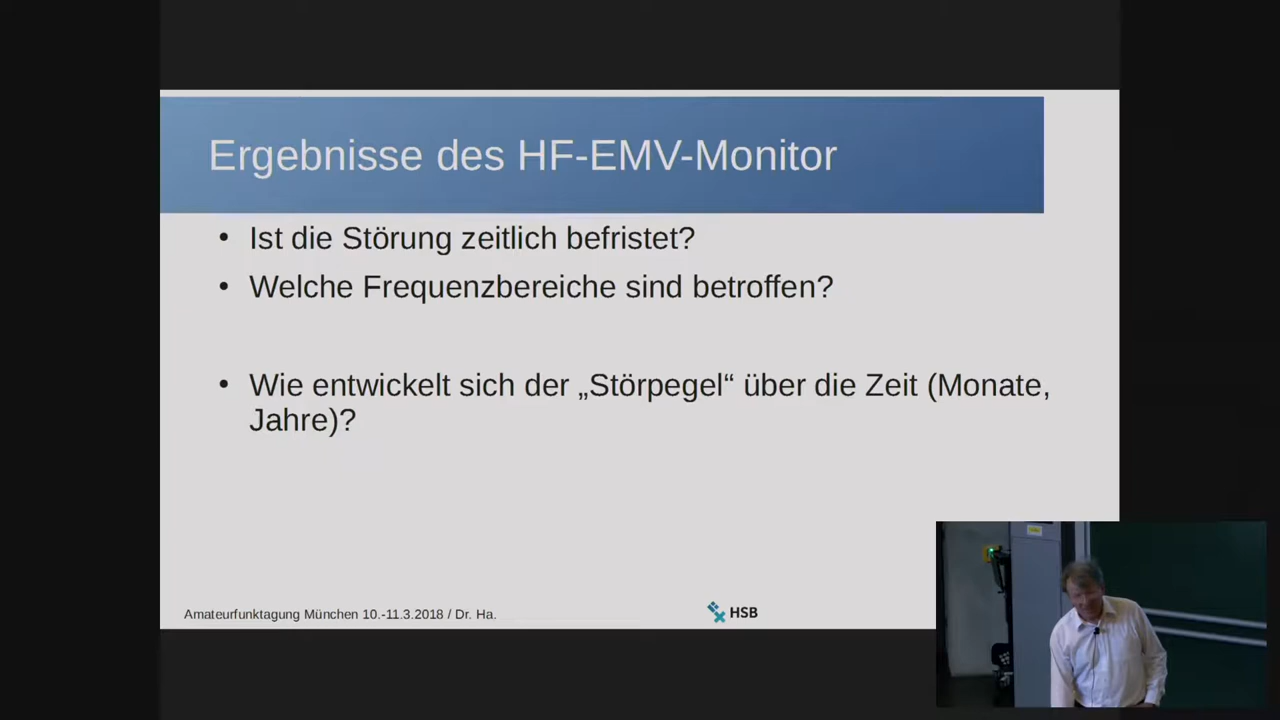 Ergebnisse des HF-EMV-Monitor
• Ist die Störung zeitlich befristet?
• Welche Frequenzbereiche sind betroffen?
• Wie entwickelt sich der „Störpegel“ über die Zeit (Monate,
Jahre)?
Amateurfunktagung München 10.-11.3.2018 / Dr. Ha.
HSB